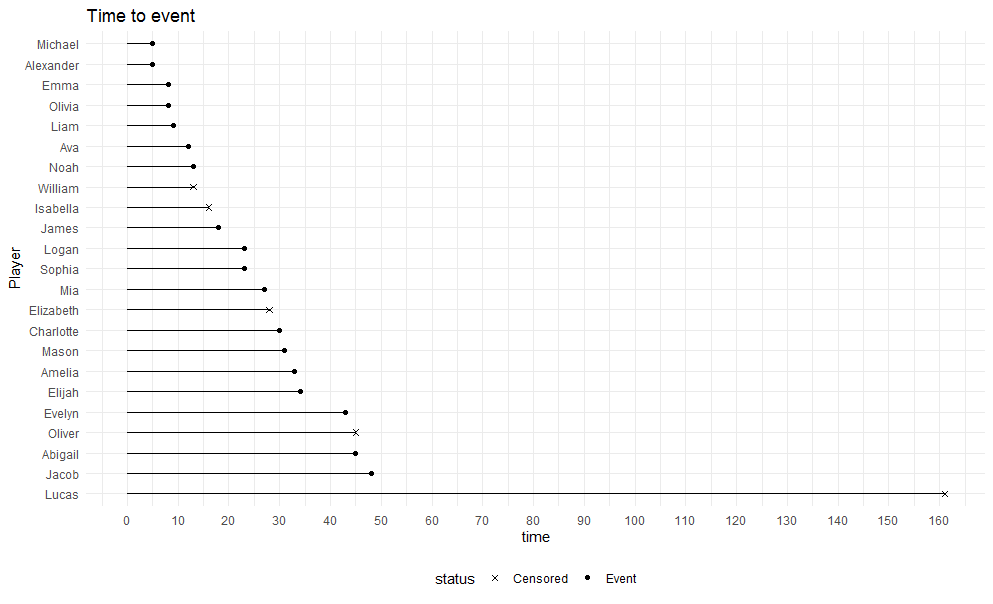 Time to event
Michael
Alexander
Emma
Olivia
Liam
Ava
Noah
William
Isabella
James
Logan
Sophia
Mia
Elizabeth
Charlotte
Mason
Amelia
Elijah
Evelyn
Oliver
Abigail
Jacob
Lucas
Player
0 10 20 30 40 50 60 70 80 90 100 110 120 130 140 150 160
time
status Censored Event